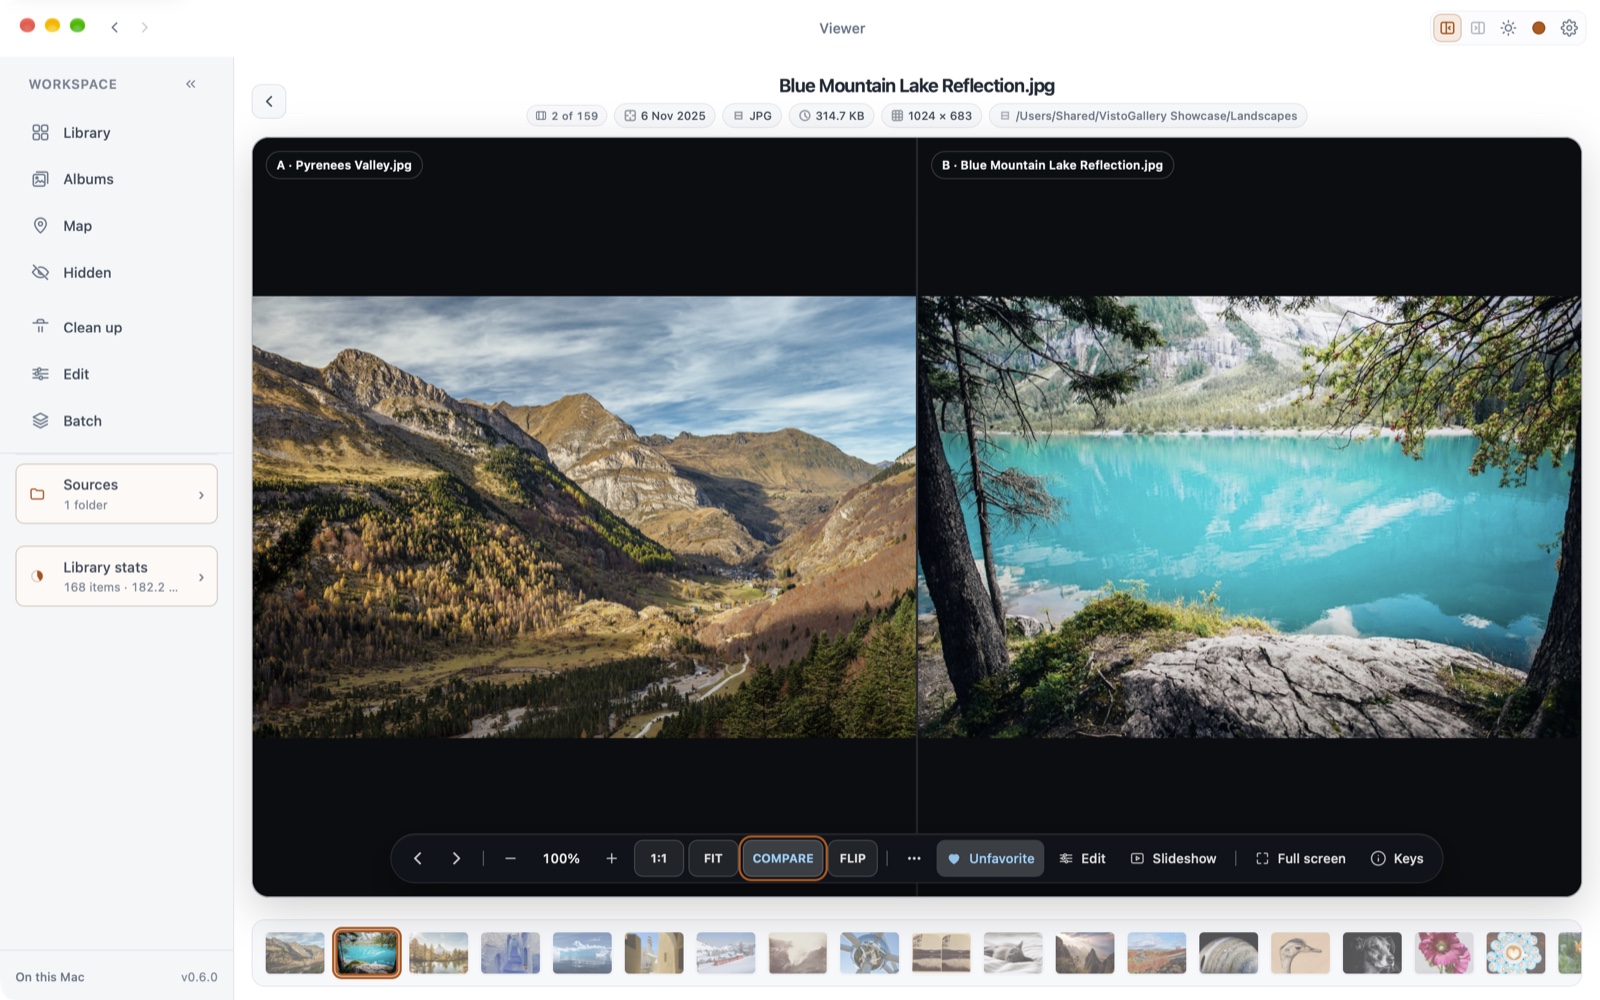 Viewer
WORKSPACE
Library
Albums
Map
Hidden
Clean up
Edit
Batch
Sources
1 folder
Library stats
168 items · 182.2 ...
On this Mac
v0.6.0
Blue Mountain Lake Reflection.jpg
2 of 159
6 Nov 2025
JPG
314.7 KB
1024 × 683
/Users/Shared/VistoGallery Showcase/Landscapes
A · Pyrenees Valley.jpg
B · Blue Mountain Lake Reflection.jpg
100%
1:1
FIT
COMPARE
FLIP
Unfavorite
Edit
Slideshow
Full screen
Keys